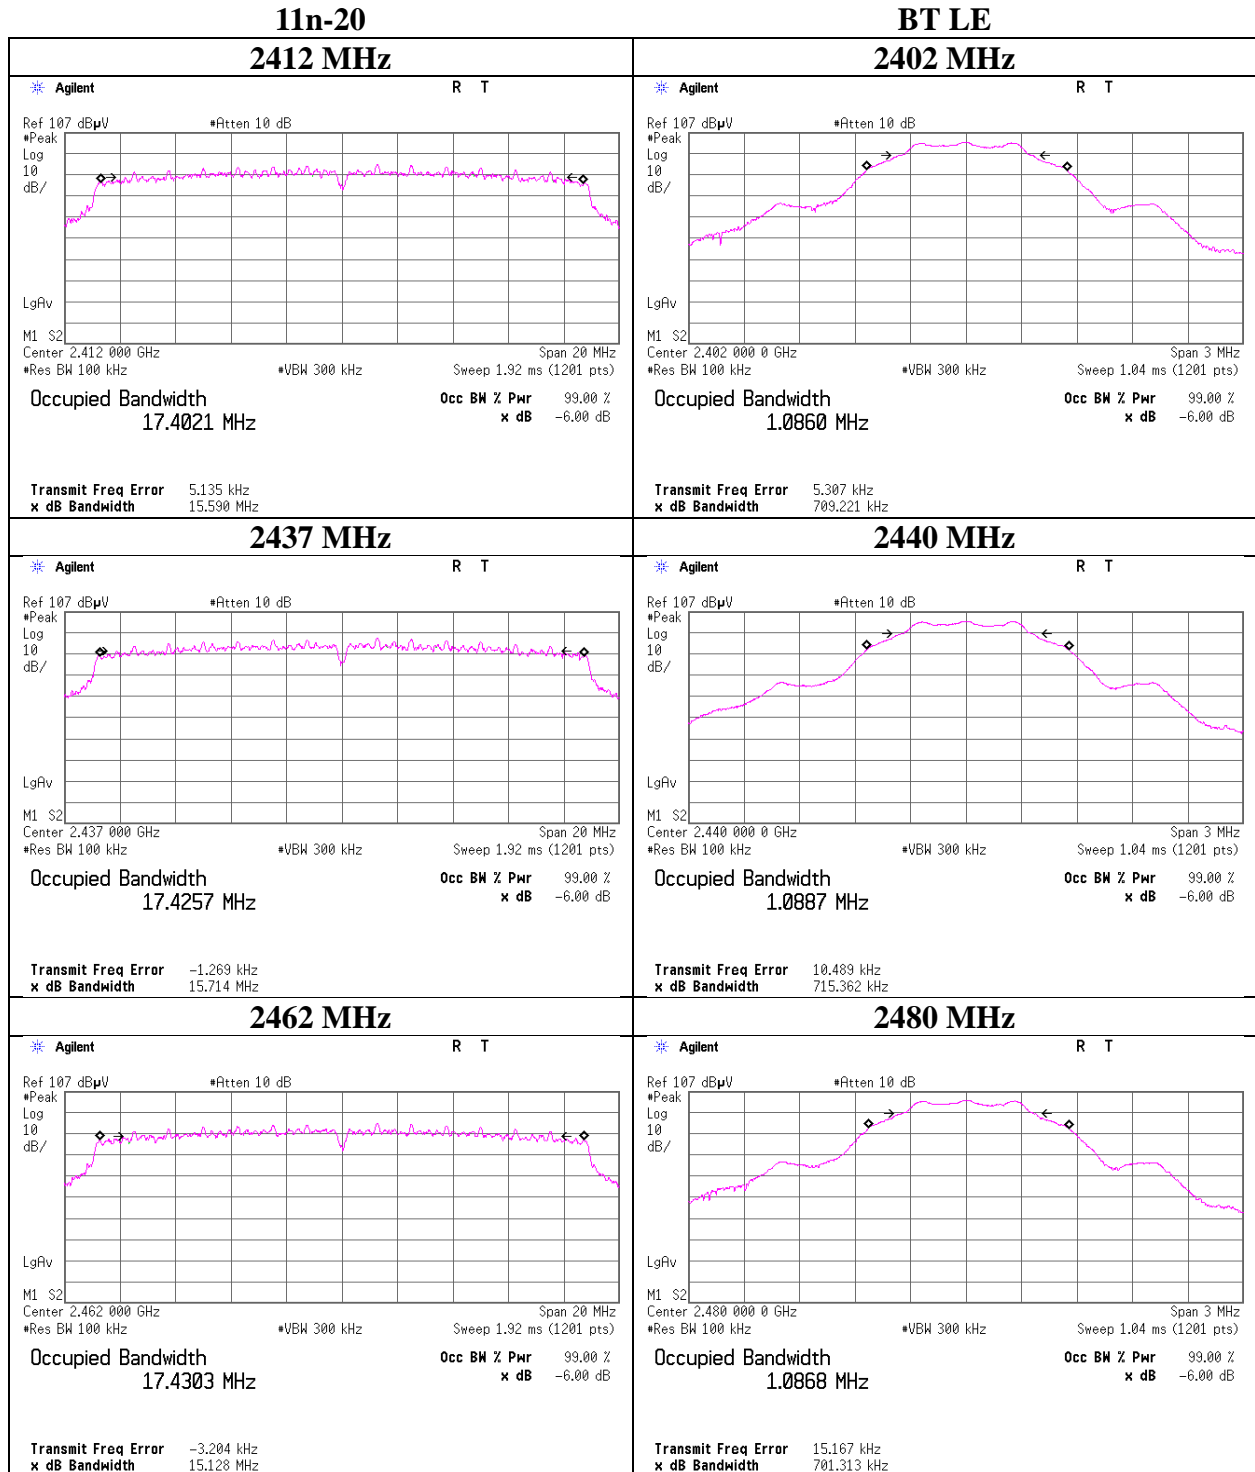 11n-20 BT LE
2412 MHz 2402 MHz
Agilent R T
Ref 107 dBµV #Atten 10 dB
#Peak
Log
10
dB/
LgAv
M1 S2
Center 2.412 000 GHz Span 20 MHz
#Res BW 100 kHz #VBW 300 kHz Sweep 1.92 ms (1201 pts)
Occupied Bandwidth Occ BW % Pwr 99.00 %
17.4021 MHz x dB -6.00 dB
Transmit Freq Error 5.135 kHz
x dB Bandwidth 15.590 MHz
Agilent R T
Ref 107 dBµV #Atten 10 dB
#Peak
Log
10
dB/
LgAv
M1 S2
Center 2.402 000 0 GHz Span 3 MHz
#Res BW 100 kHz #VBW 300 kHz Sweep 1.04 ms (1201 pts)
Occupied Bandwidth Occ BW % Pwr 99.00 %
1.0860 MHz x dB -6.00 dB
Transmit Freq Error 5.307 kHz
x dB Bandwidth 709.221 kHz
2437 MHz 2440 MHz
Agilent R T
Ref 107 dBµV #Atten 10 dB
#Peak
Log
10
dB/
LgAv
M1 S2
Center 2.437 000 GHz Span 20 MHz
#Res BW 100 kHz #VBW 300 kHz Sweep 1.92 ms (1201 pts)
Occupied Bandwidth Occ BW % Pwr 99.00 %
17.4257 MHz x dB -6.00 dB
Transmit Freq Error -1.269 kHz
x dB Bandwidth 15.714 MHz
Agilent R T
Ref 107 dBµV #Atten 10 dB
#Peak
Log
10
dB/
LgAv
M1 S2
Center 2.440 000 0 GHz Span 3 MHz
#Res BW 100 kHz #VBW 300 kHz Sweep 1.04 ms (1201 pts)
Occupied Bandwidth Occ BW % Pwr 99.00 %
1.0887 MHz x dB -6.00 dB
Transmit Freq Error 10.489 kHz
x dB Bandwidth 715.362 kHz
2462 MHz 2480 MHz
Agilent R T
Ref 107 dBµV #Atten 10 dB
#Peak
Log
10
dB/
LgAv
M1 S2
Center 2.462 000 GHz Span 20 MHz
#Res BW 100 kHz #VBW 300 kHz Sweep 1.92 ms (1201 pts)
Occupied Bandwidth Occ BW % Pwr 99.00 %
17.4303 MHz x dB -6.00 dB
Transmit Freq Error -3.204 kHz
x dB Bandwidth 15.128 MHz
Agilent R T
Ref 107 dBµV #Atten 10 dB
#Peak
Log
10
dB/
LgAv
M1 S2
Center 2.480 000 0 GHz Span 3 MHz
#Res BW 100 kHz #VBW 300 kHz Sweep 1.04 ms (1201 pts)
Occupied Bandwidth Occ BW % Pwr 99.00 %
1.0868 MHz x dB -6.00 dB
Transmit Freq Error 15.167 kHz
x dB Bandwidth 701.313 kHz